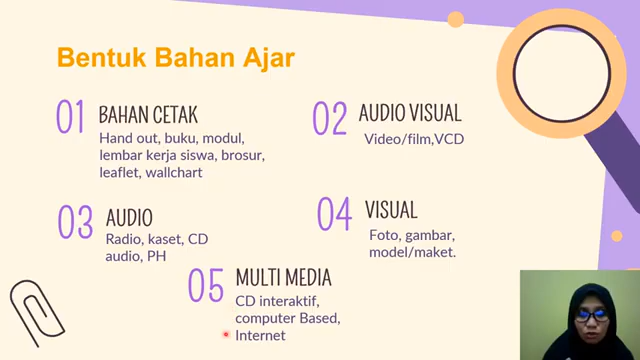 Bentuk Bahan Ajar
01 BAHAN CETAK
Hand out, buku, modul,
lembar kerja siswa, brosur,
leaflet, wallchart
02 AUDIO VISUAL
Video/film,VCD
03 AUDIO
Radio, kaset, CD
audio, PH
04 VISUAL
Foto, gambar,
model/maket.
05 MULTI MEDIA
CD interaktif,
computer Based,
Internet